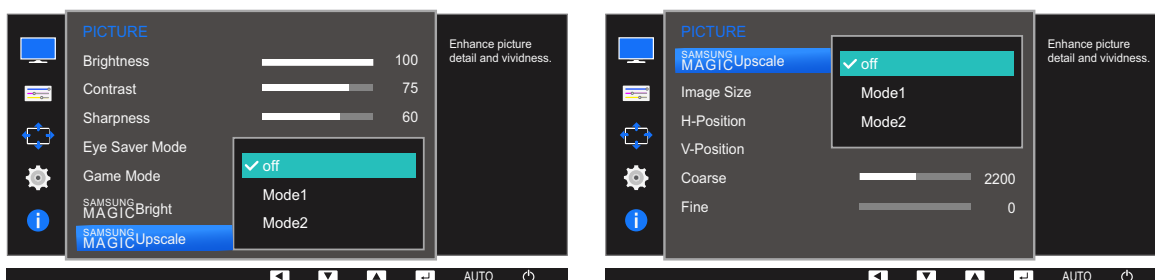 PICTURE
Brightness 100
Contrast 75
Sharpness 60
Eye Saver Mode
Game Mode
SAMSUNG
MAGICBright
SAMSUNG
MAGICUpscale
off
Mode1
Mode2
Enhance picture
detail and vividness.
AUTO
PICTURE
SAMSUNG
MAGICUpscale
Image Size
H-Position
V-Position
Coarse 2200
Fine 0
off
Mode1
Mode2
Enhance picture
detail and vividness.
AUTO